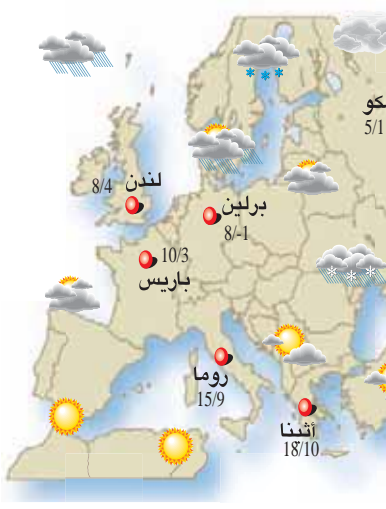 5/1
لندن
8/4
برلين
8/-1
10/3
باريس
روما
15/9
أثينا
18/10